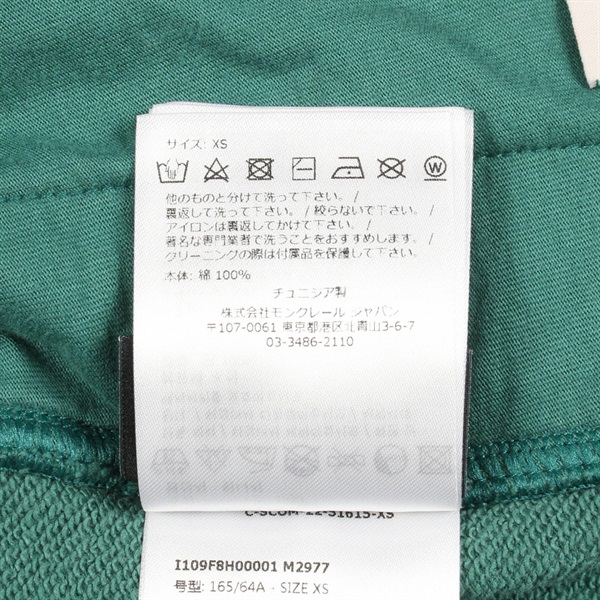 サイズ: XS
W
他のものと分けて洗って下さい。/
裏返して洗って下さい。/ 絞らないで下さい。/
アイロンは裏返してかけて下さい。/
著名な専門業者で洗うことをおすすめします。/
クリーニングの際は付属品を保護して下さい。
本体: 綿 100%
チュニジア製
株式会社モンクレール ジャパン
〒107-0061 東京都港区北青山3-6-7
03-3486-2110
C-SCOM-22-51615-XS
I109F8H00001 M2977
号型: 165/64A - SIZE XS